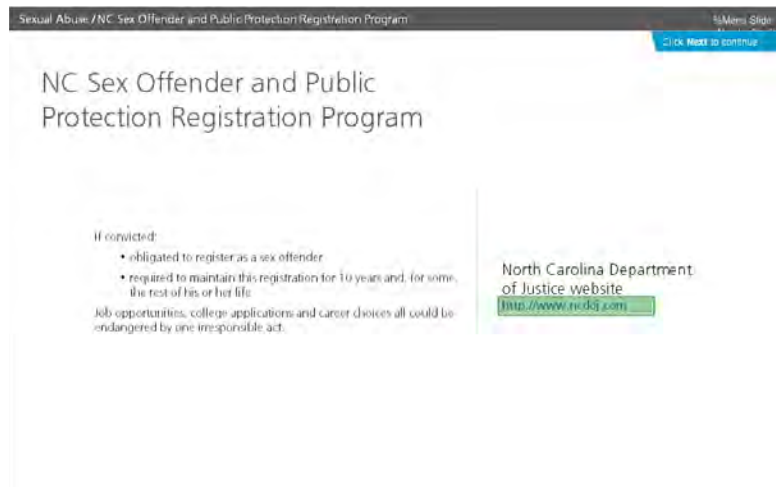 Sexual Abuse / NC Sex Offender and Public Protection Registration Program
%Menu Slide
Click Next to continue
NC Sex Offender and Public
Protection Registration Program
If convicted:
• obligated to register as a sex offender
• required to maintain this registration for 10 years and, for some,
the rest of his or her life
Job opportunities, college applications and career choices all could be
endangered by one irresponsible act.
North Carolina Department
of Justice website
http://www.ncdoj.com